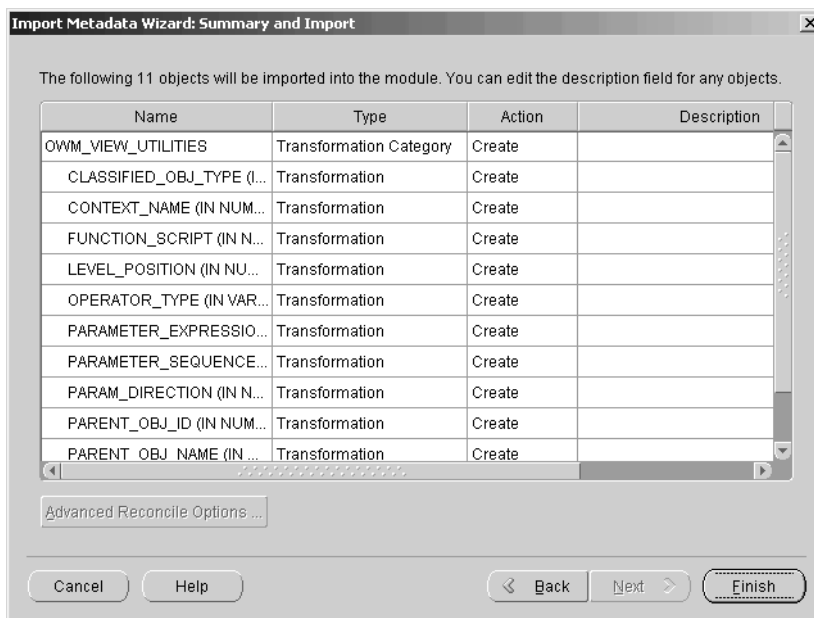 Import Metadata Wizard: Summary and Import
The following 11 objects will be imported into the module. You can edit the description field for any objects.
Name Type Action Description
OWM_VIEW_UTILITIES Transformation Category Create
CLASSIFIED_OBJ_TYPE (I... Transformation Create
CONTEXT_NAME (IN NUM... Transformation Create
FUNCTION_SCRIPT (IN N... Transformation Create
LEVEL_POSITION (IN NU... Transformation Create
OPERATOR_TYPE (IN VAR... Transformation Create
PARAMETER_EXPRESSIO... Transformation Create
PARAMETER_SEQUENCE... Transformation Create
PARAM_DIRECTION (IN N... Transformation Create
PARENT_OBJ_ID (IN NUM... Transformation Create
PARENT_OBJ_NAME (IN ... Transformation Create
Advanced Reconcile Options ...
Cancel Help Back Next Finish